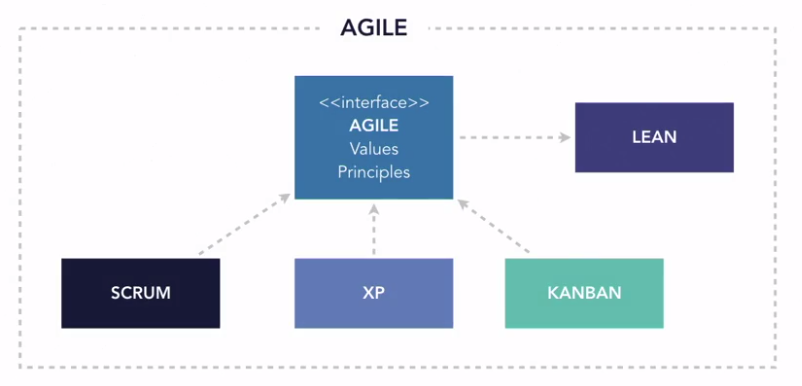 AGILE
<<interface>>
AGILE
Values
Principles
LEAN
SCRUM
XP
KANBAN